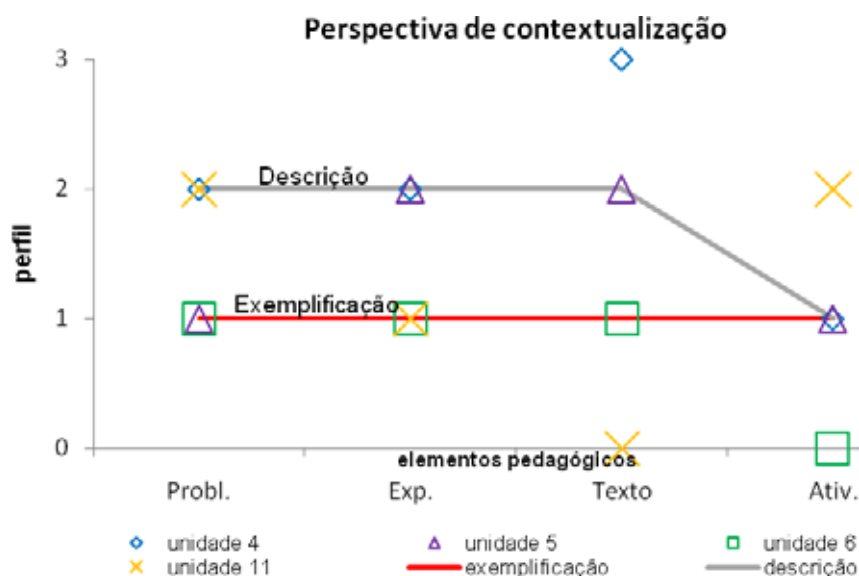 Perspectiva de contextualização
perfil
3
2
1
0
Descrição
Exemplificação
elementos pedagógicos
Probl. Exp. Texto Ativ.
unidade 4 unidade 5 unidade 6
unidade 11 exemplificação descrição